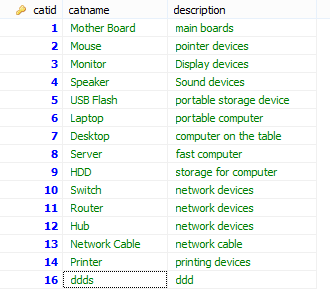 catid catname description
1 Mother Board main boards
2 Mouse pointer devices
3 Monitor Display devices
4 Speaker Sound devices
5 USB Flash portable storage device
6 Laptop portable computer
7 Desktop computer on the table
8 Server fast computer
9 HDD storage for computer
10 Switch network devices
11 Router network devices
12 Hub network devices
13 Network Cable network cable
14 Printer printing devices
16 ddds ddd